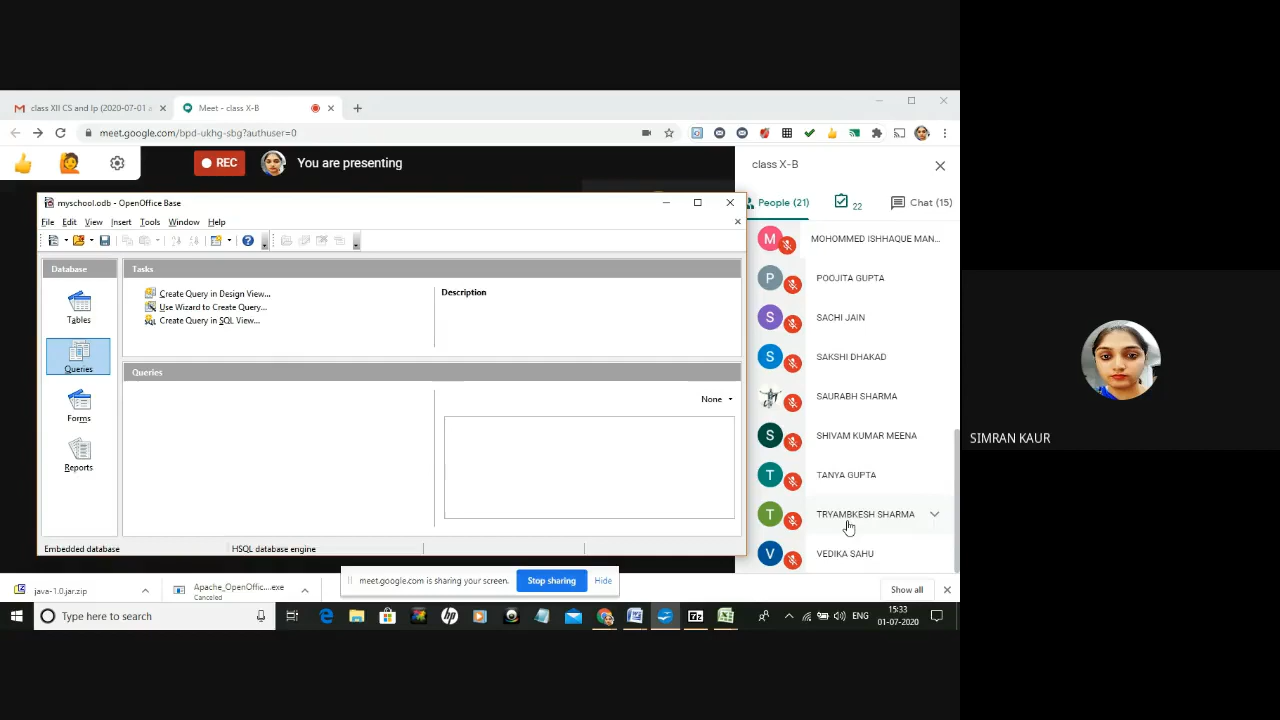 class XII CS and Ip (2020-07-01 a
Meet - class X-B
meet.google.com/bpd-ukhg-sbg?authuser=0
REC
You are presenting
class X-B
People (21)
22
Chat (15)
myschool.odb - OpenOffice Base
File Edit View Insert Tools Window Help
Database
Tables
Queries
Forms
Reports
Tasks
Create Query in Design View...
Use Wizard to Create Query...
Create Query in SQL View...
Description
Queries
None
Embedded database
HSQL database engine
M
MOHOMMED ISHHAQUE MAN...
P
POOJITA GUPTA
S
SACHI JAIN
S
SAKSHI DHAKAD
SAURABH SHARMA
S
SHIVAM KUMAR MEENA
T
TANYA GUPTA
T
TRYAMBKESH SHARMA
V
VEDIKA SAHU
SIMRAN KAUR
meet.google.com is sharing your screen.
Stop sharing
Hide
java-1.0.jar.zip
Apache_OpenOffic....exe
Canceled
Show all
Type here to search
ENG
15:33
01-07-2020